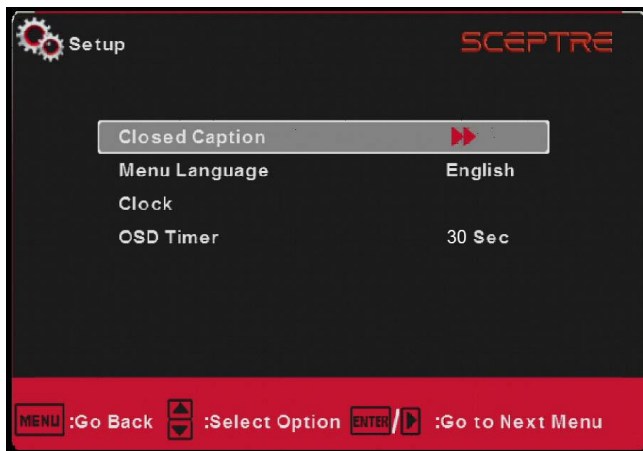 Setup SCEPTRE
Closed Caption
Menu Language English
Clock
OSD Timer 30 Sec
MENU :Go Back :Select Option ENTER/ :Go to Next Menu